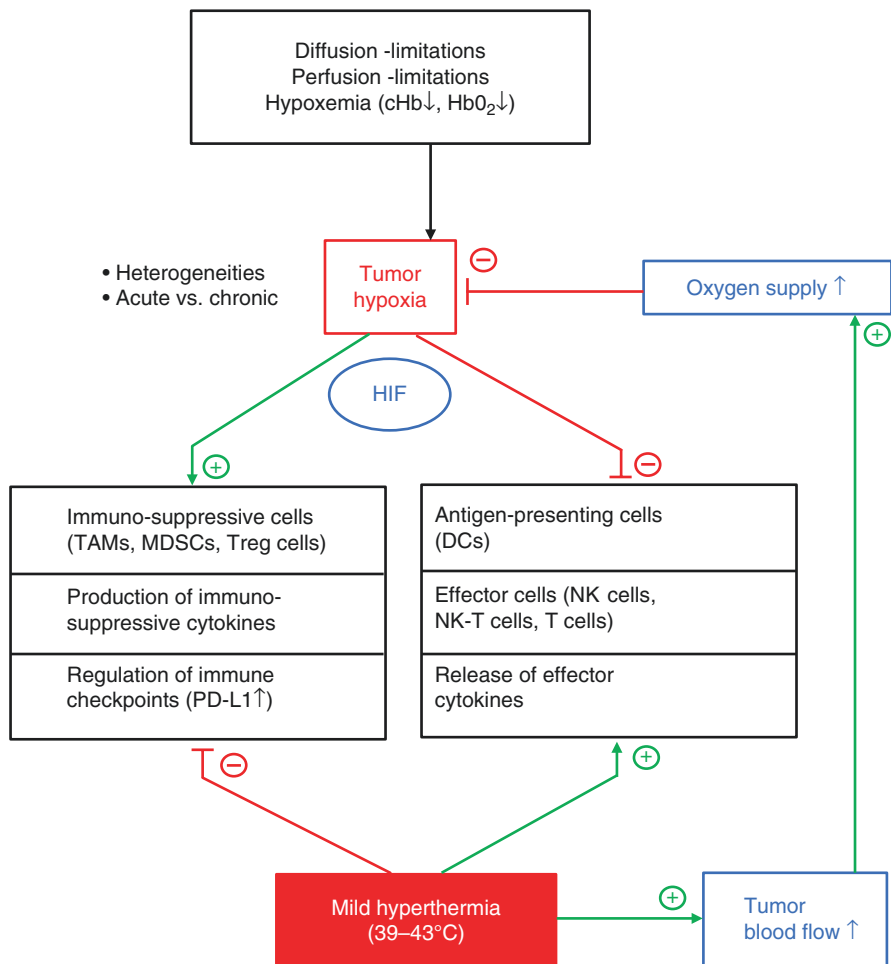 Diffusion -limitations
Perfusion -limitations
Hypoxemia (cHb↓, Hb0₂↓)
• Heterogeneities
• Acute vs. chronic
Tumor
hypoxia
−
Oxygen supply ↑
+
HIF
+
−
Immuno-suppressive cells
(TAMs, MDSCs, Treg cells)
Production of immuno-
suppressive cytokines
Regulation of immune
checkpoints (PD-L1↑)
Antigen-presenting cells
(DCs)
Effector cells (NK cells,
NK-T cells, T cells)
Release of effector
cytokines
−
+
Mild hyperthermia
(39–43°C)
+
Tumor
blood flow ↑